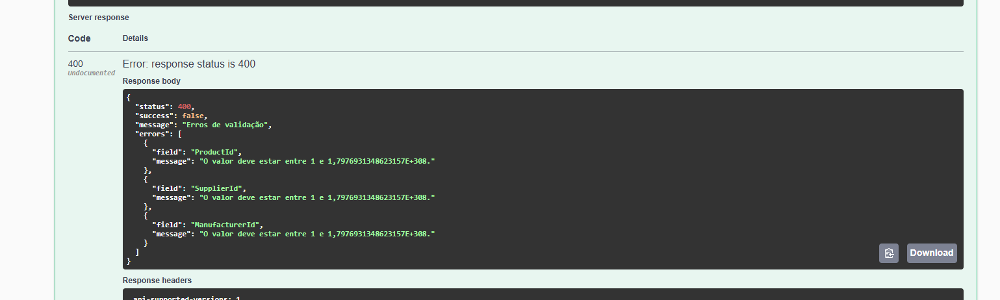 Server response
Code Details
400 Error: response status is 400
Undocumented
Response body
{
  "status": 400,
  "success": false,
  "message": "Erros de validação",
  "errors": [
    {
      "field": "ProductId",
      "message": "O valor deve estar entre 1 e 1,7976931348623157E+308."
    },
    {
      "field": "SupplierId",
      "message": "O valor deve estar entre 1 e 1,7976931348623157E+308."
    },
    {
      "field": "ManufacturerId",
      "message": "O valor deve estar entre 1 e 1,7976931348623157E+308."
    }
  ]
}
Download
Response headers
api-supported-versions: 1